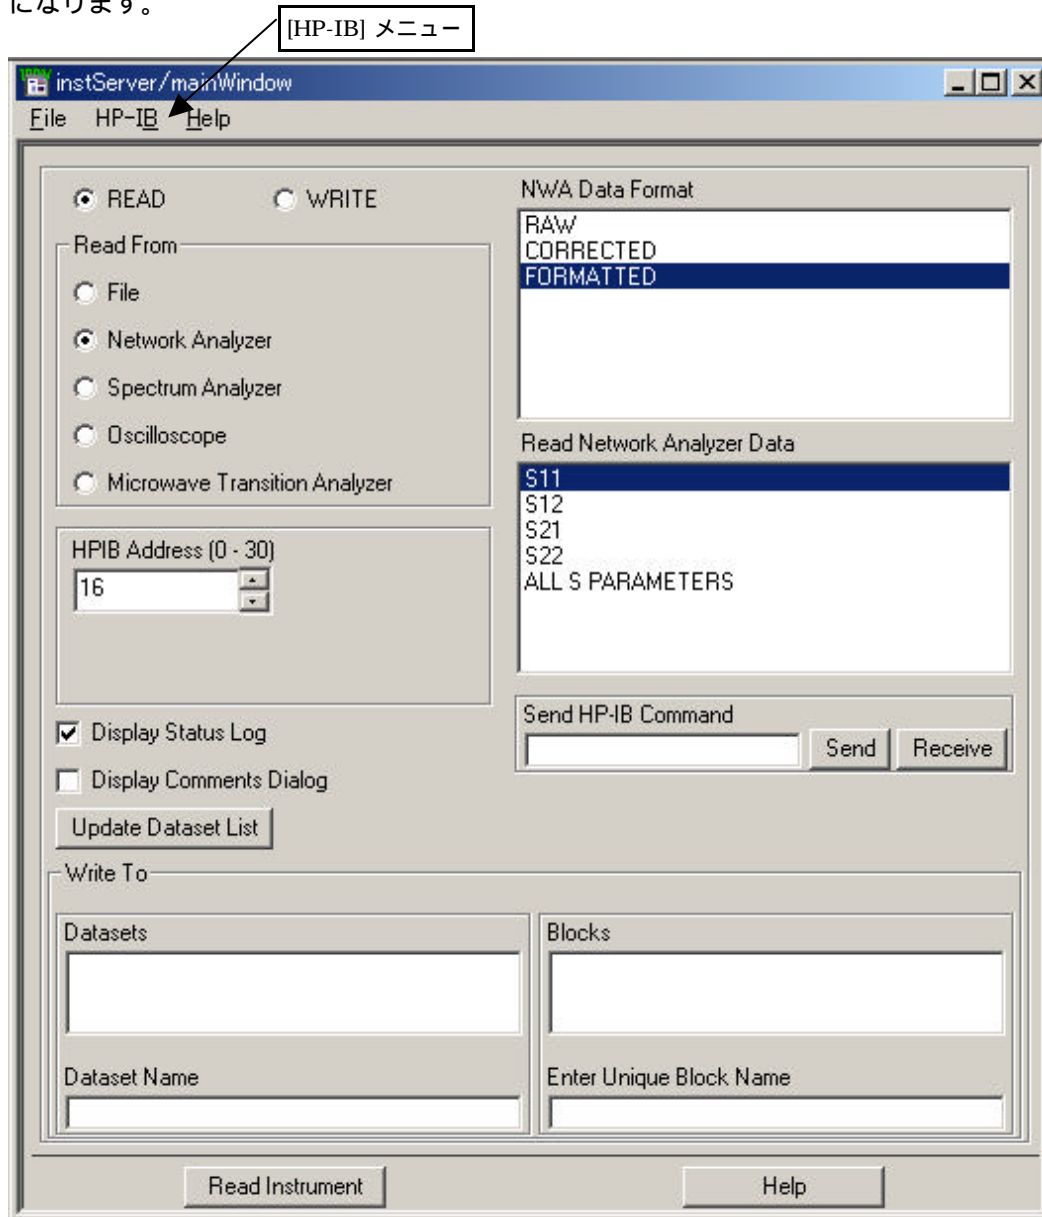 になります。
[HP-IB] メニュー
instServer/mainWindow
File HP-IB Help
READ WRITE
Read From
File
Network Analyzer
Spectrum Analyzer
Oscilloscope
Microwave Transition Analyzer
NWA Data Format
RAW
CORRECTED
FORMATTED
Read Network Analyzer Data
S11
S12
S21
S22
ALL S PARAMETERS
HPIB Address (0 - 30)
16
Send HP-IB Command
Send Receive
Display Status Log
Display Comments Dialog
Update Dataset List
Write To
Datasets
Blocks
Dataset Name
Enter Unique Block Name
Read Instrument
Help